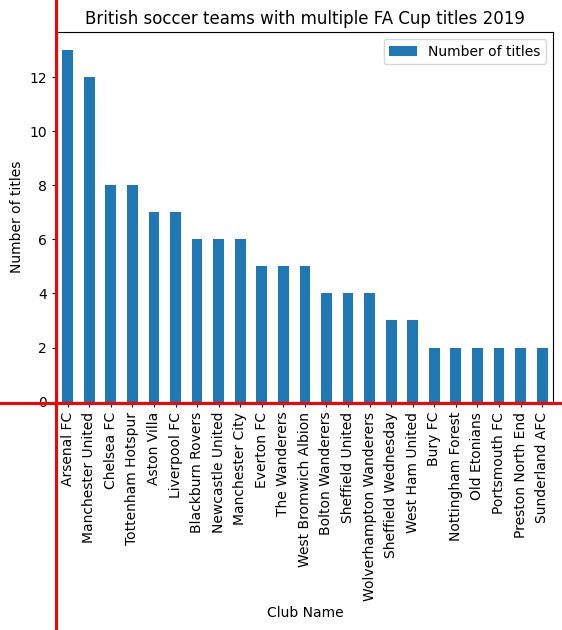 British soccer teams with multiple FA Cup titles 2019
Number of titles
Number of titles
12
10
8
6
4
2
0
Arsenal FC
Manchester United
Chelsea FC
Tottenham Hotspur
Aston Villa
Liverpool FC
Blackburn Rovers
Newcastle United
Manchester City
Everton FC
The Wanderers
West Bromwich Albion
Bolton Wanderers
Sheffield United
Wolverhampton Wanderers
Sheffield Wednesday
West Ham United
Bury FC
Nottingham Forest
Old Etonians
Portsmouth FC
Preston North End
Sunderland AFC
Club Name